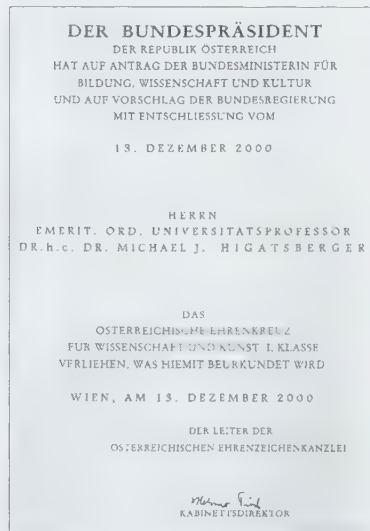 DER BUNDESPRÄSIDENT
DER REPUBLIK ÖSTERREICH
HAT AUF ANTRAG DER BUNDESMINISTERIN FÜR
BILDUNG, WISSENSCHAFT UND KULTUR
UND AUF VORSCHLAG DER BUNDESREGIERUNG
MIT ENTSCHLIESSUNG VOM
13. DEZEMBER 2000
HERRN
EMERIT. ORD. UNIVERSITÄTSPROFESSOR
DR.h.c. DR. MICHAEL J. HIGATSBERGER
DAS
ÖSTERREICHISCHE EHRENKREUZ
FÜR WISSENSCHAFT UND KUNST I. KLASSE
VERLIEHEN, WAS HIEMIT BEURKUNDET WIRD
WIEN, AM 13. DEZEMBER 2000
DER LEITER DER
ÖSTERREICHISCHEN EHRENZEICHENKANZLEI
KABINETTSDIREKTOR